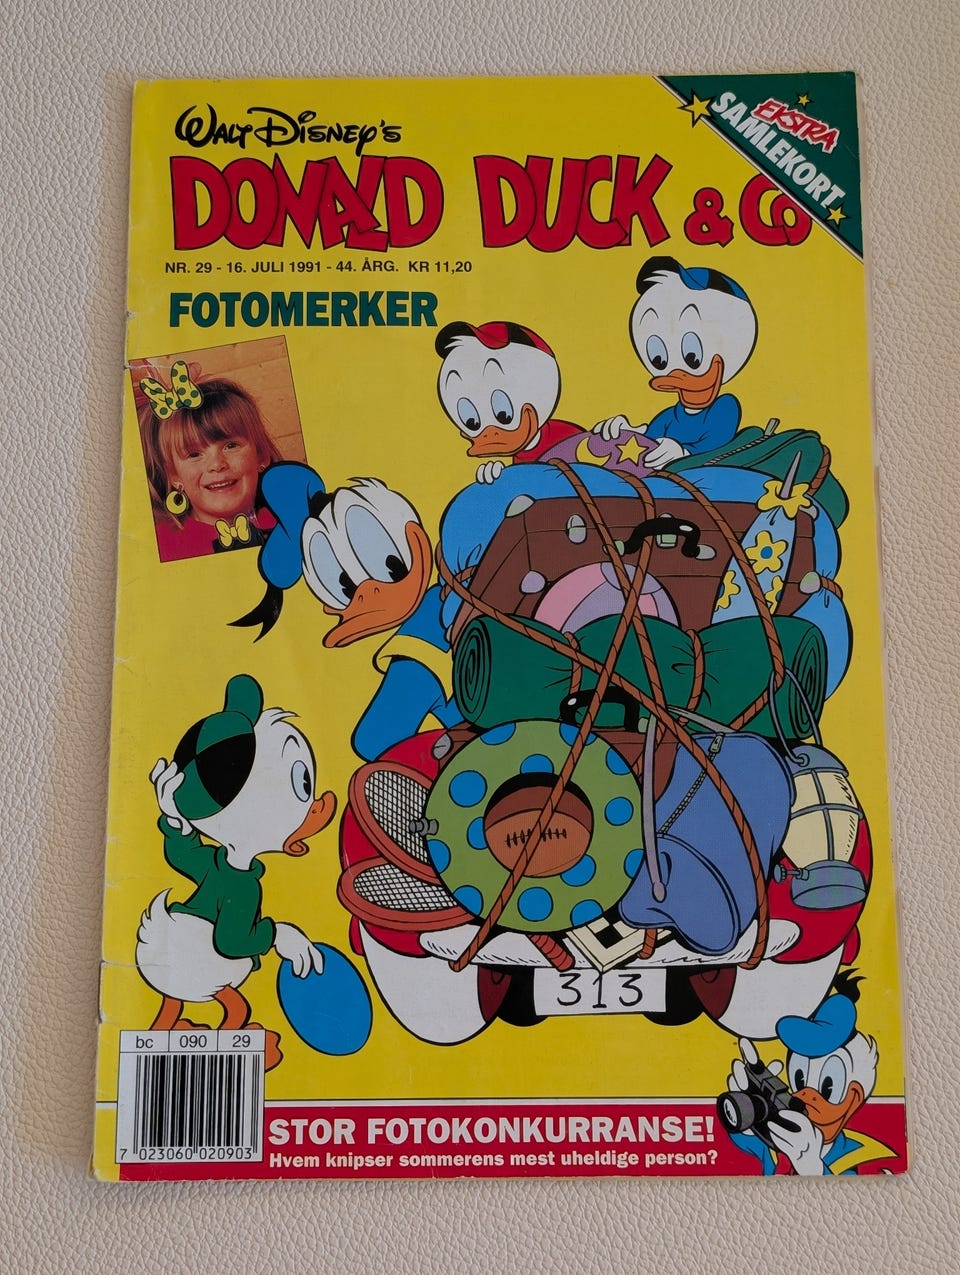 WALT DISNEY'S
DONALD DUCK & Co
EKSTRA
SAMLEKORT
NR. 29 - 16. JULI 1991 - 44. ÅRG. KR 11,20
FOTOMERKER
313
bc 090 29
7 023060 020903
STOR FOTOKONKURRANSE!
Hvem knipser sommerens mest uheldige person?